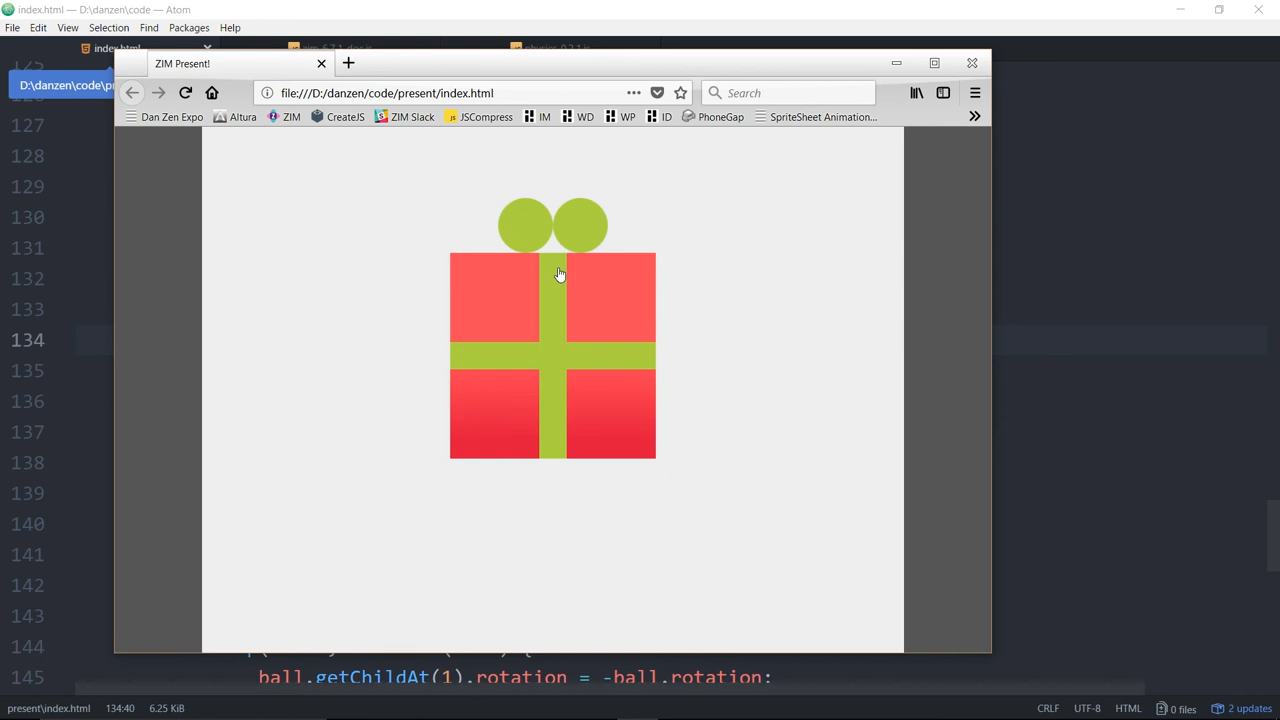 index.html — D:\danzen\code — Atom
File Edit View Selection Find Packages Help
index.html
ZIM Present!
D:\danzen\code\pr
file:///D:/danzen/code/present/index.html
Search
Dan Zen Expo Altura ZIM CreateJS ZIM Slack JSCompress IM WD WP ID PhoneGap SpriteSheet Animation...
125
127
128
129
130
131
132
133
134
135
136
137
138
139
140
141
142
143
144
145 ball.getChildAt(1).rotation = -ball.rotation;
present\index.html 134:40 6.25 KiB CRLF UTF-8 HTML 0 files 2 updates